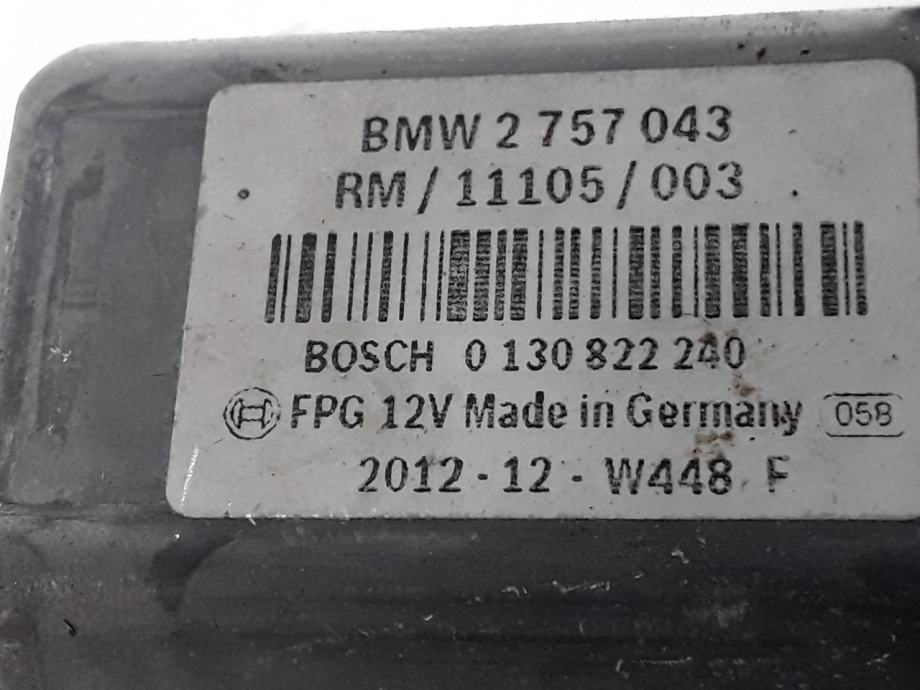 BMW 2 757 043
RM / 11105 / 003
BOSCH 0 130 822 240
FPG 12V Made in Germany 058
2012 - 12 - W448 F